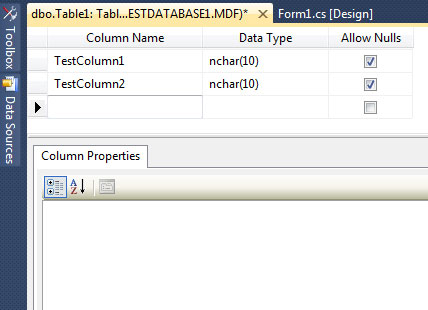 dbo.Table1: Tabl...ESTDATABASE1.MDF)* Form1.cs [Design]
Toolbox
Data Sources
Column Name Data Type Allow Nulls
TestColumn1 nchar(10)
TestColumn2 nchar(10)
Column Properties
A
Z